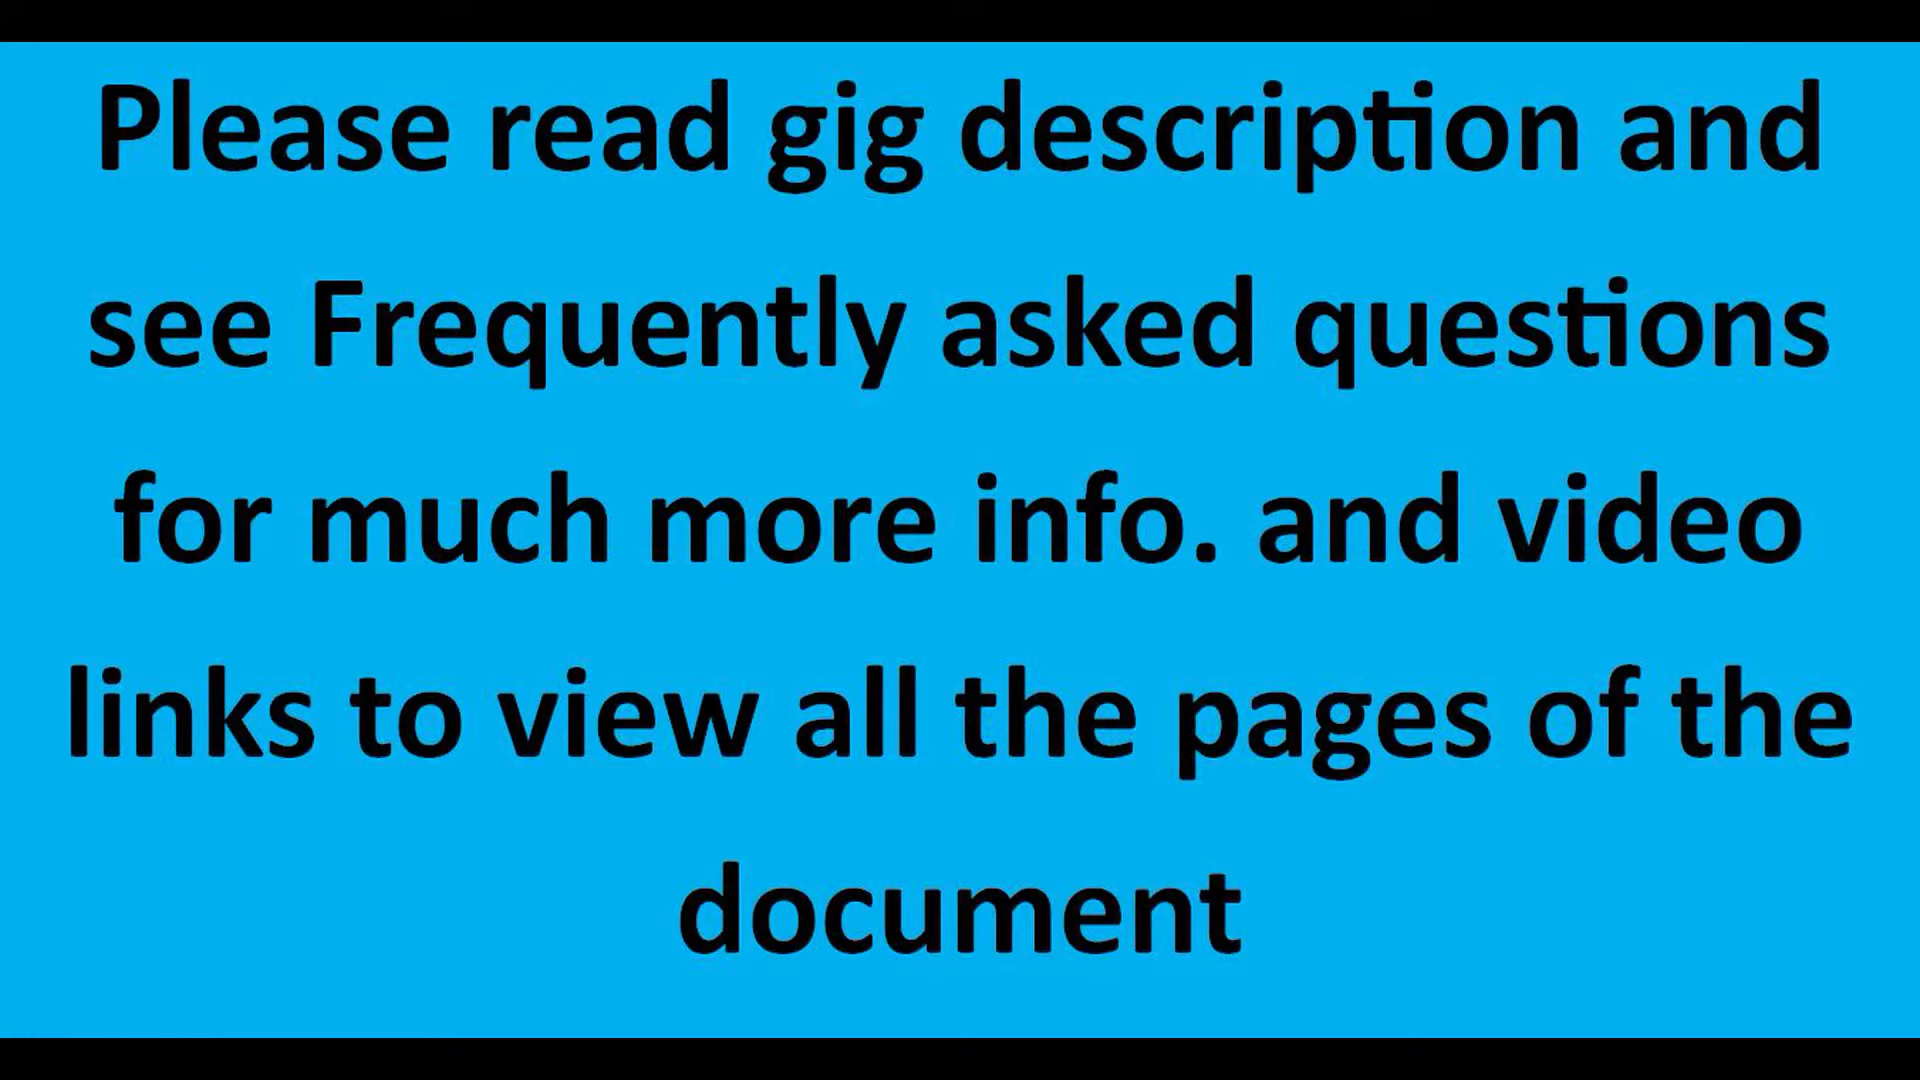 Please read gig description and
see Frequently asked questions
for much more info. and video
links to view all the pages of the
document